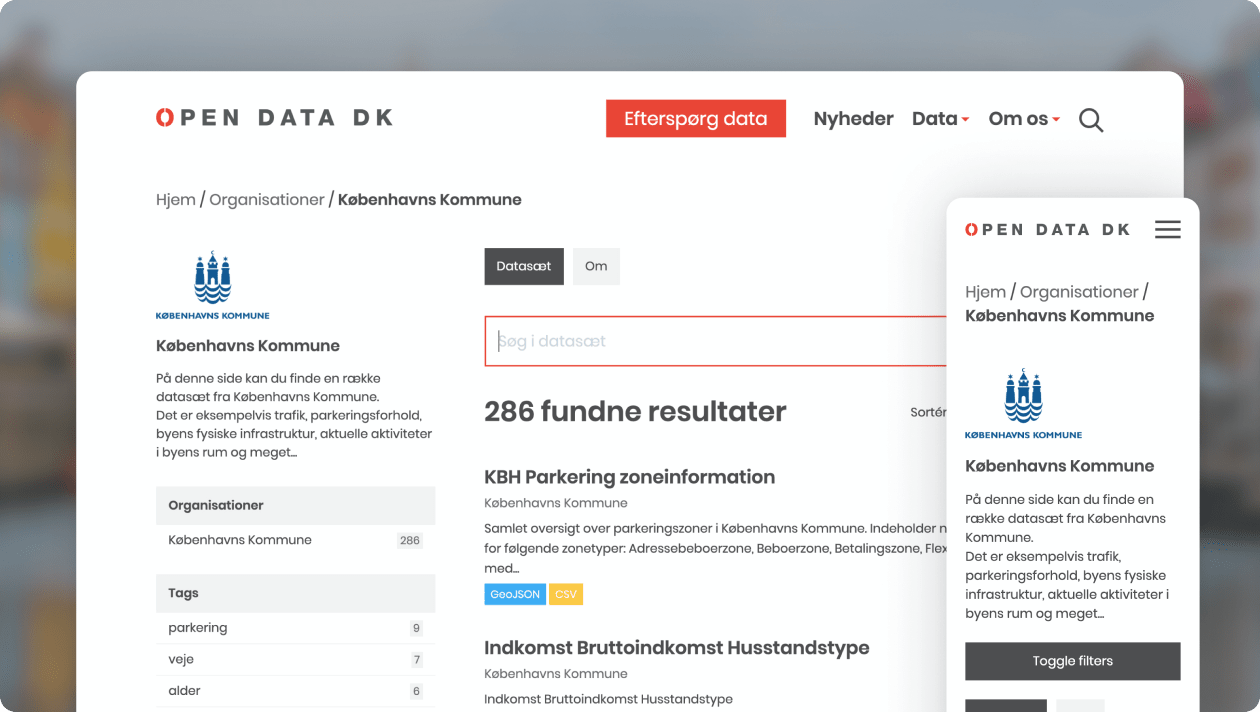 OPEN DATA DK
Efterspørg data
Nyheder
Data
Om os
Hjem / Organisationer / Københavns Kommune
KØBENHAVNS KOMMUNE
Københavns Kommune
På denne side kan du finde en række
datasæt fra Københavns Kommune.
Det er eksempelvis trafik, parkeringsforhold,
byens fysiske infrastruktur, aktuelle aktiviteter
i byens rum og meget...
Organisationer
Københavns Kommune 286
Tags
parkering 9
veje 7
alder 6
Datasæt
Om
Søg i datasæt
286 fundne resultater
Sortér
KBH Parkering zoneinformation
Københavns Kommune
Samlet oversigt over parkeringszoner i Københavns Kommune. Indeholder
for følgende zonetyper: Adressebeboerzone, Beboerzone, Betalingszone,
med...
GeoJSON CSV
Indkomst Bruttoindkomst Husstandstype
Københavns Kommune
Indkomst Bruttoindkomst Husstandstype
OPEN DATA DK
Hjem / Organisationer /
Københavns Kommune
KØBENHAVNS KOMMUNE
Københavns Kommune
På denne side kan du finde en
række datasæt fra Københavns
Kommune.
Det er eksempelvis trafik,
parkeringsforhold, byens fysiske
infrastruktur, aktuelle aktiviteter i
byens rum og meget...
Toggle filters